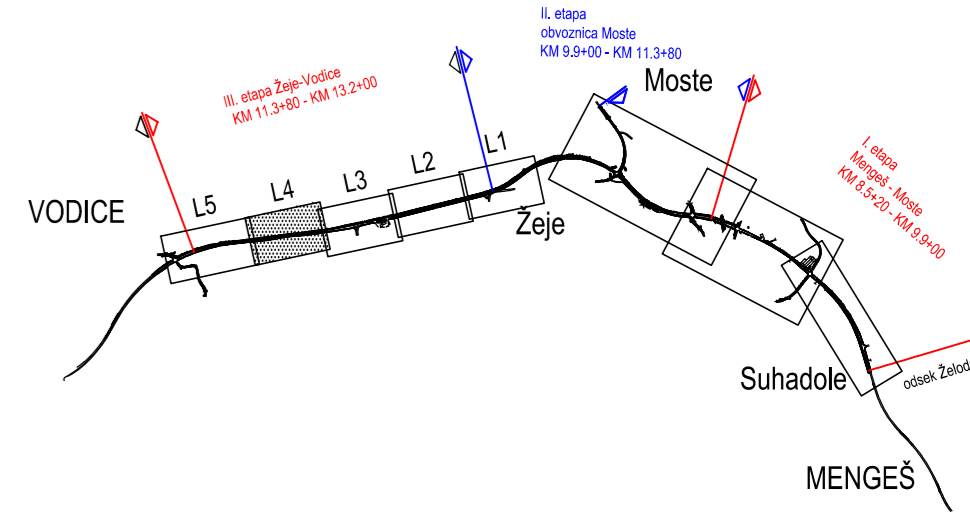 II. etapa
obvoznica Moste
KM 9.9+00 - KM 11.3+80
Moste
III. etapa Žeje-Vodice
KM 11.3+80 - KM 13.2+00
I. etapa
Mengeš - Moste
KM 8.5+20 - KM 9.9+00
L1
L2
L3
L4
L5
VODICE
Žeje
Suhadole
odsek Želod
MENGEŠ